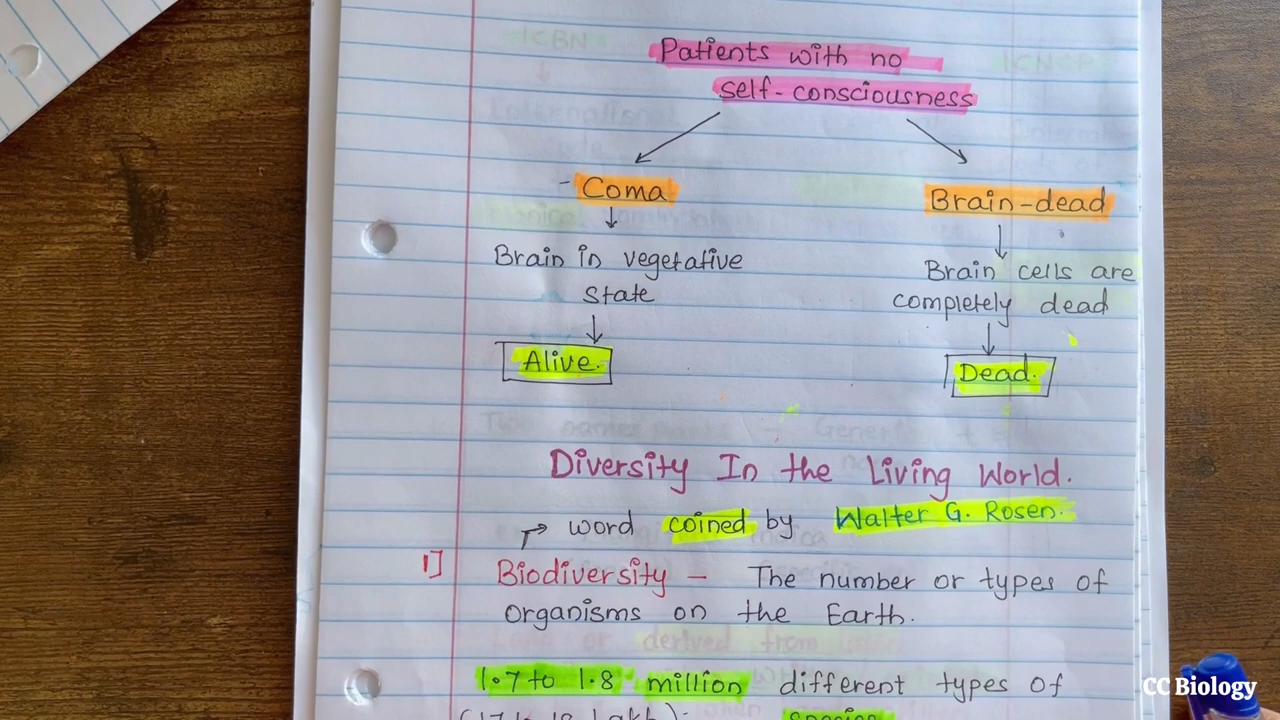 Patients with no
self-consciousness
- Coma
Brain-dead
Brain in vegetative
state
Brain cells are
completely dead
Alive.
Dead.
Diversity In the Living World.
word coined by Walter G. Rosen.
1] Biodiversity - The number or types of
Organisms on the Earth.
1.7 to 1.8 million different types of
species
CC Biology